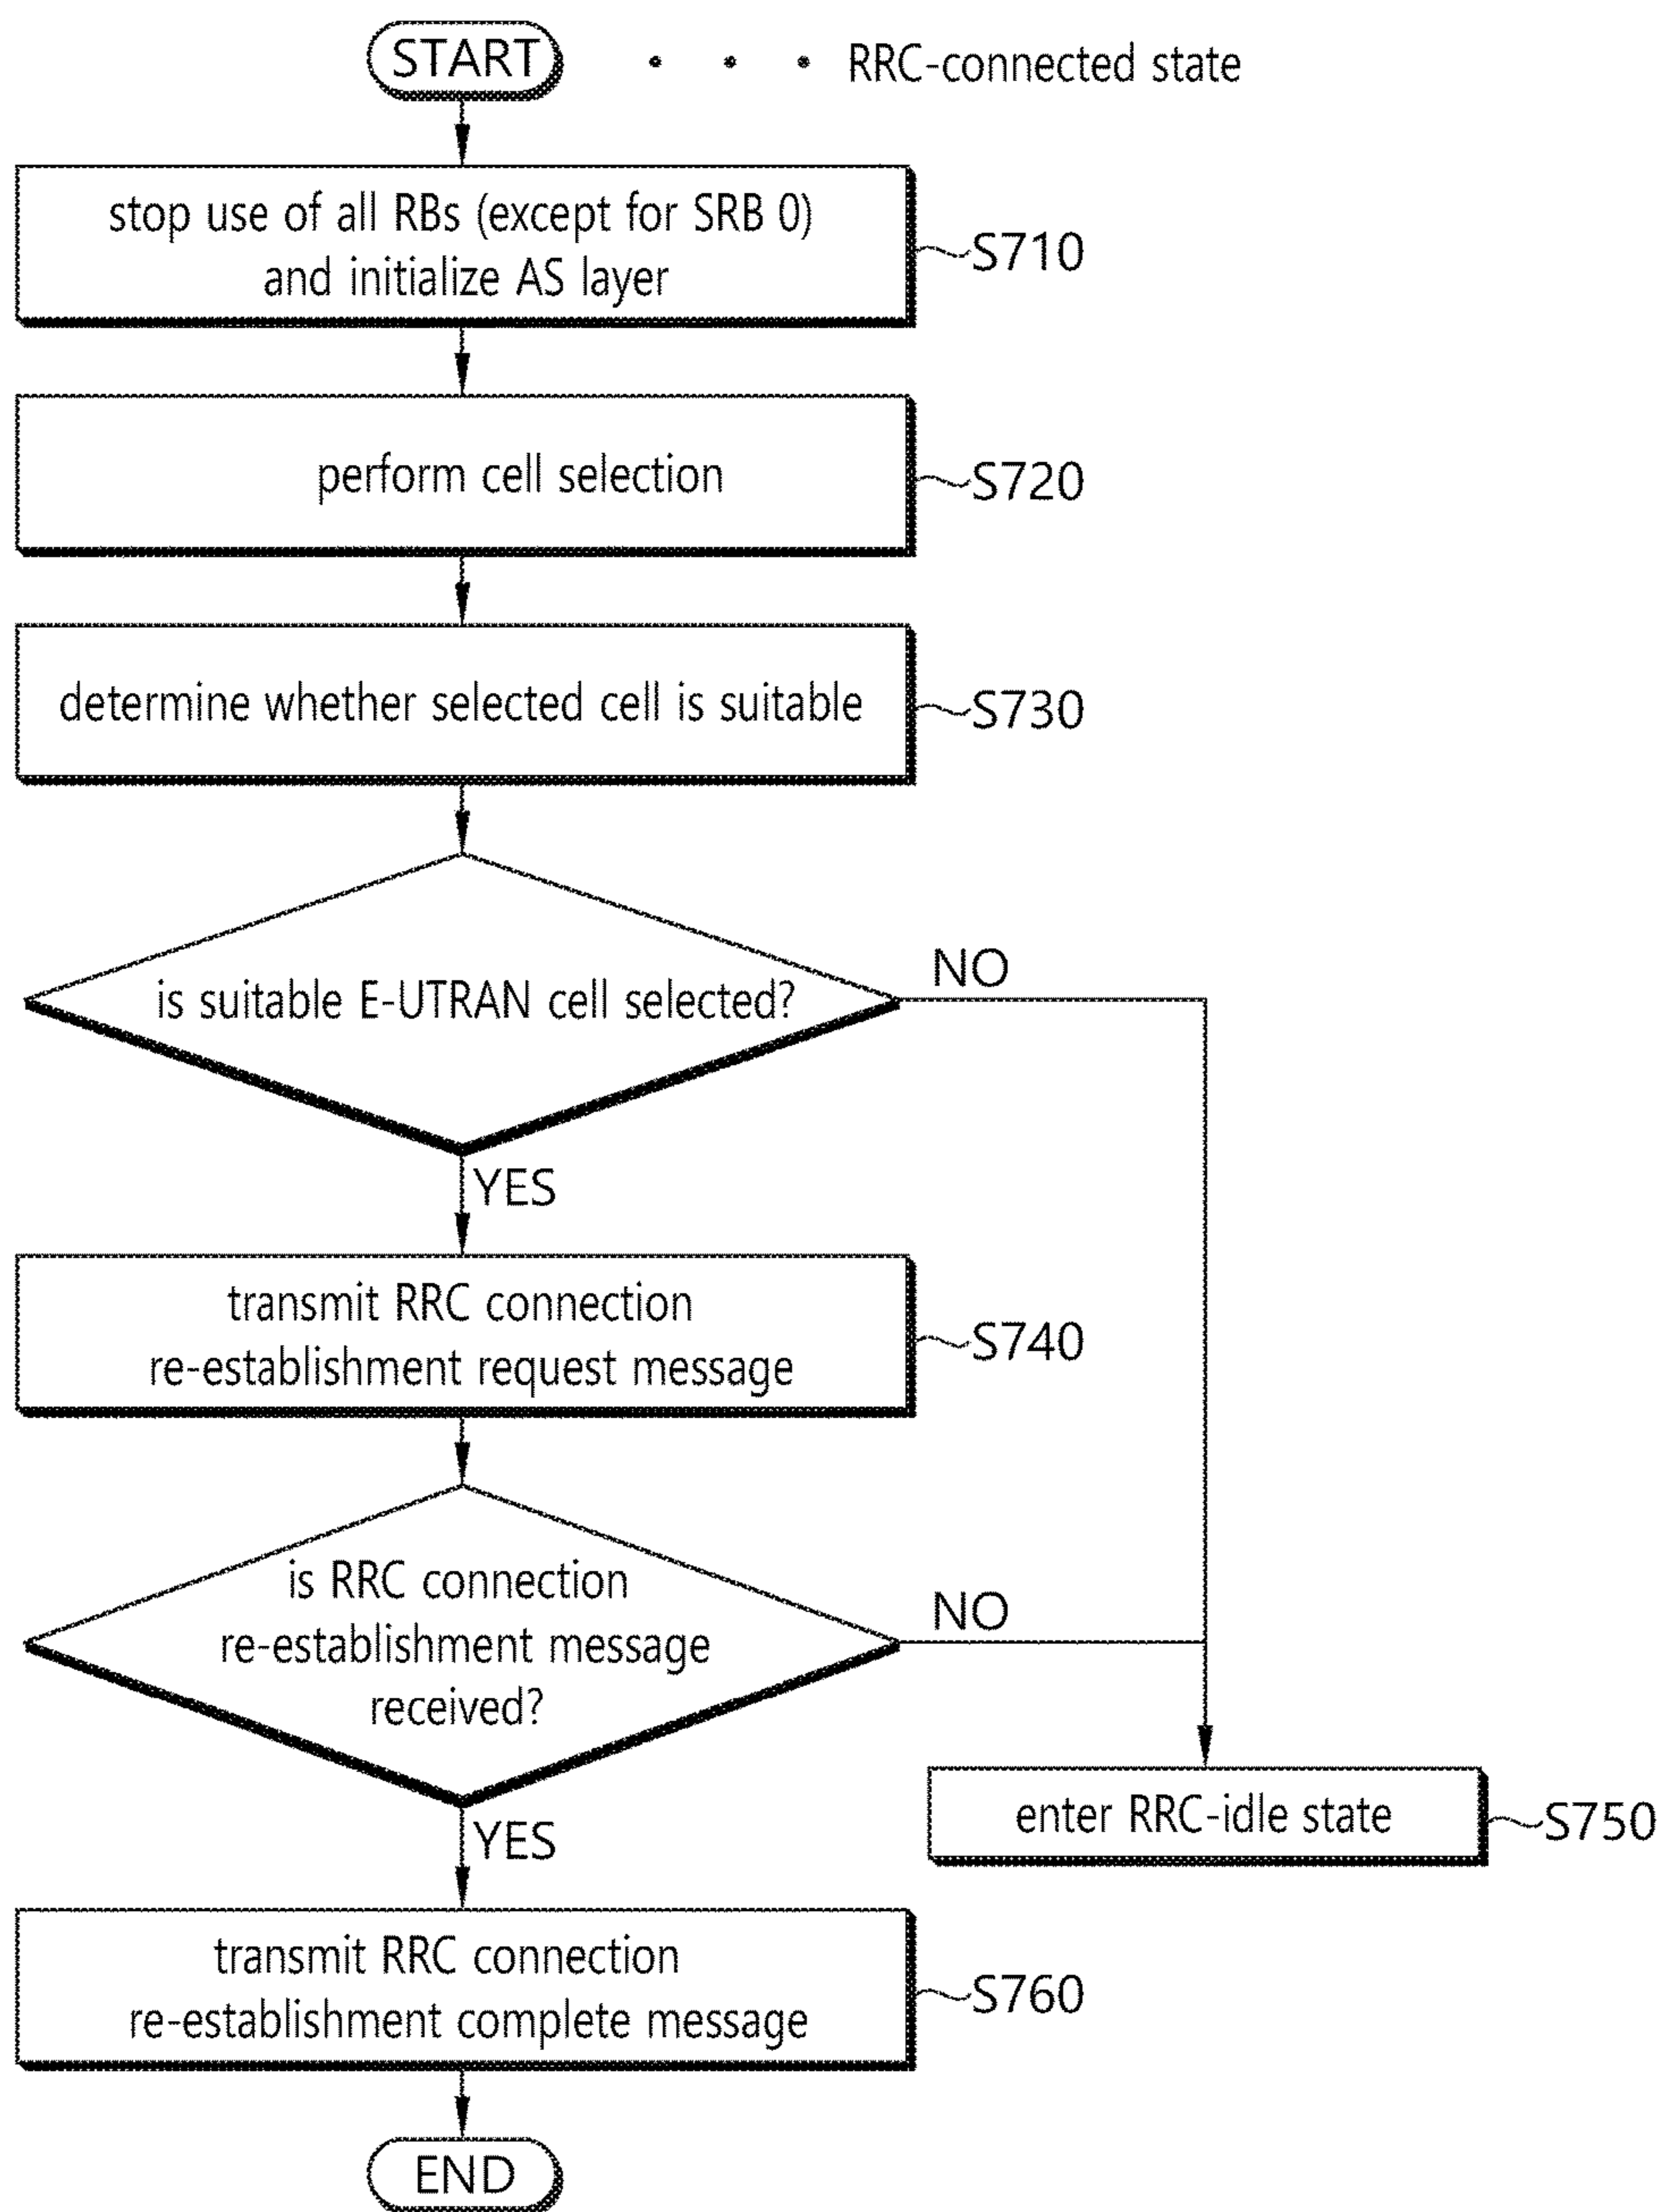 START
RRC-connected state
stop use of all RBs (except for SRB 0)
and initialize AS layer
S710
perform cell selection
S720
determine whether selected cell is suitable
S730
is suitable E-UTRAN cell selected?
NO
YES
transmit RRC connection
re-establishment request message
S740
is RRC connection
re-establishment message
received?
NO
YES
enter RRC-idle state
S750
transmit RRC connection
re-establishment complete message
S760
END